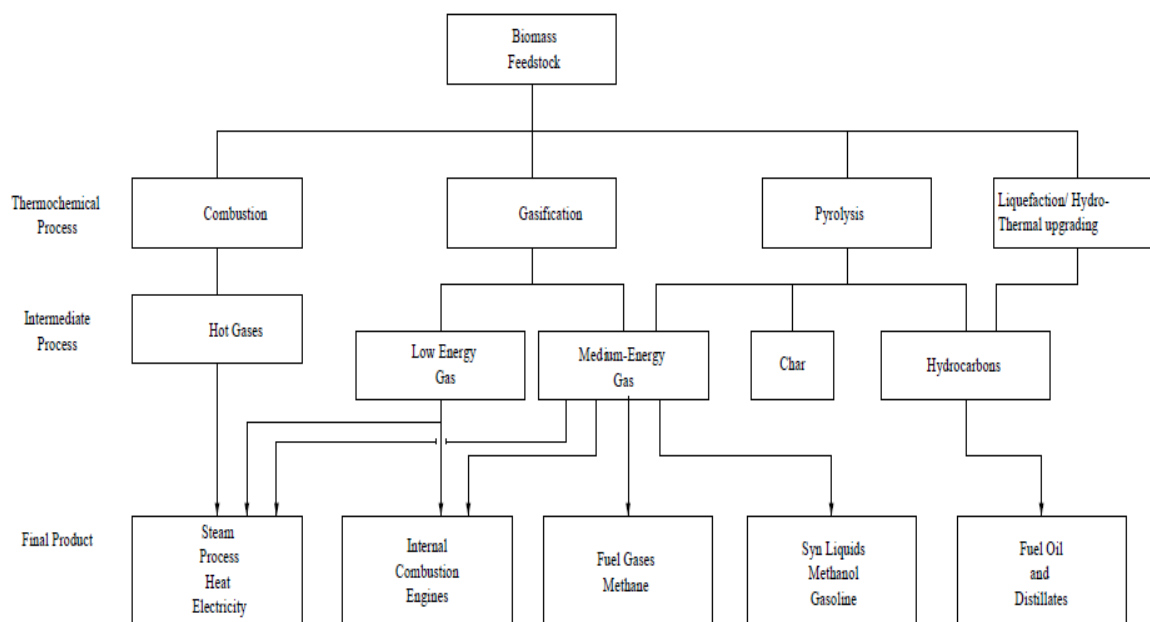 Biomass
Feedstock
Thermochemical
Process
Combustion
Gasification
Pyrolysis
Liquefaction/ Hydro-
Thermal upgrading
Intermediate
Process
Hot Gases
Low Energy
Gas
Medium-Energy
Gas
Char
Hydrocarbons
Final Product
Steam
Process
Heat
Electricity
Internal
Combustion
Engines
Fuel Gases
Methane
Syn Liquids
Methanol
Gasoline
Fuel Oil
and
Distillates